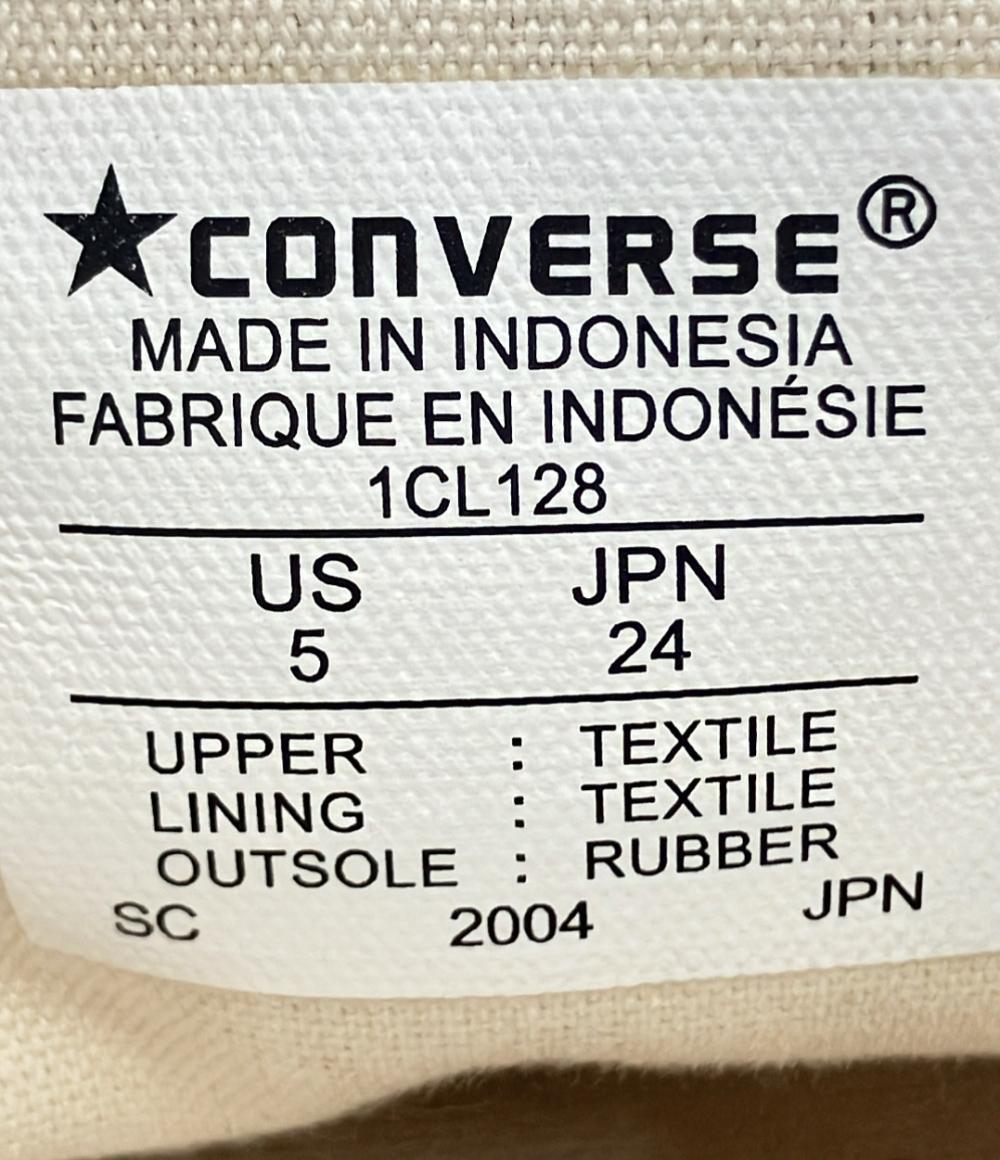 ★CONVERSE®
MADE IN INDONESIA
FABRIQUE EN INDONÉSIE
1CL128
US JPN
5 24
UPPER : TEXTILE
LINING : TEXTILE
OUTSOLE : RUBBER
SC 2004 JPN